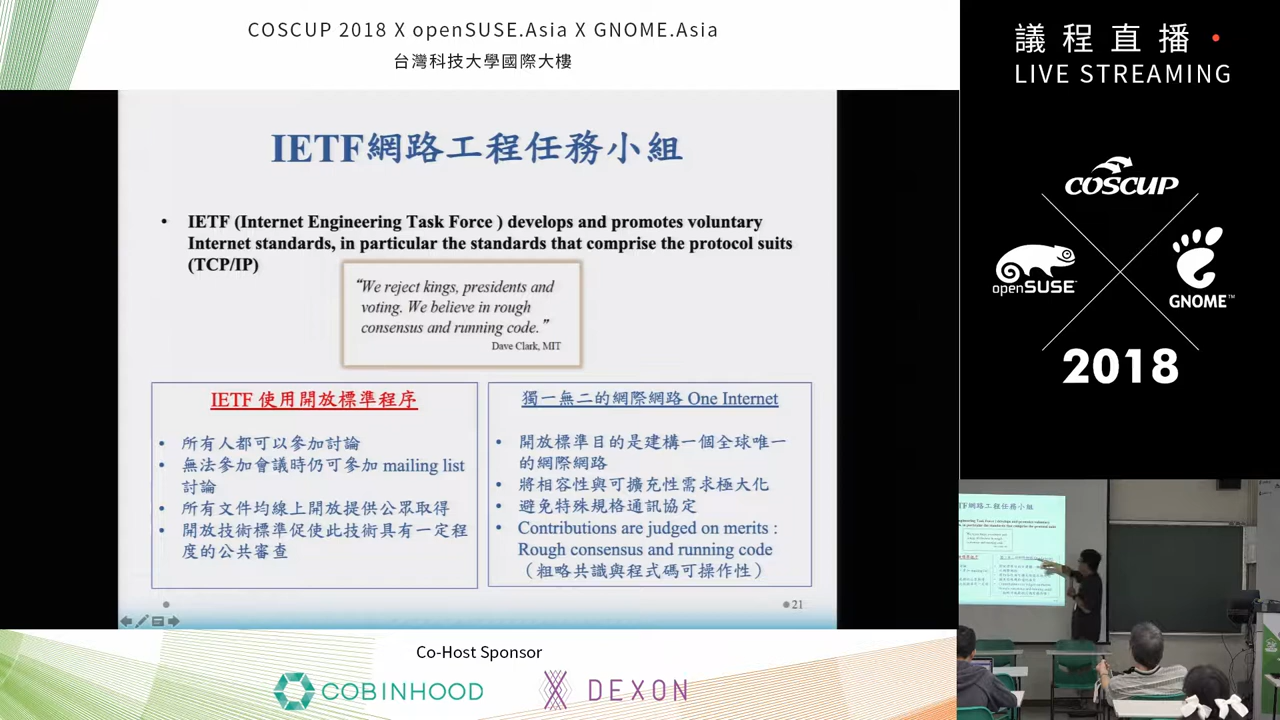 COSCUP 2018 X openSUSE.Asia X GNOME.Asia
台灣科技大學國際大樓
議程直播
LIVE STREAMING
IETF網路工程任務小組
• IETF (Internet Engineering Task Force ) develops and promotes voluntary
Internet standards, in particular the standards that comprise the protocol suits
(TCP/IP)
“We reject kings, presidents and
voting. We believe in rough
consensus and running code.”
Dave Clark, MIT
IETF 使用開放標準程序
• 所有人都可以參加討論
• 無法參加會議時仍可參加 mailing list
討論
• 所有文件均線上開放提供公眾取得
• 開放技術標準促使此技術具有一定程
度的公共審查
獨一無二的網際網路 One Internet
• 開放標準目的是建構一個全球唯一
的網際網路
• 將相容性與可擴充性需求極大化
• 避免特殊規格通訊協定
• Contributions are judged on merits :
Rough consensus and running code
（粗略共識與程式碼可操作性）
21
COSCUP
openSUSE
GNOME™
2018
Co-Host Sponsor
COBINHOOD
DEXON